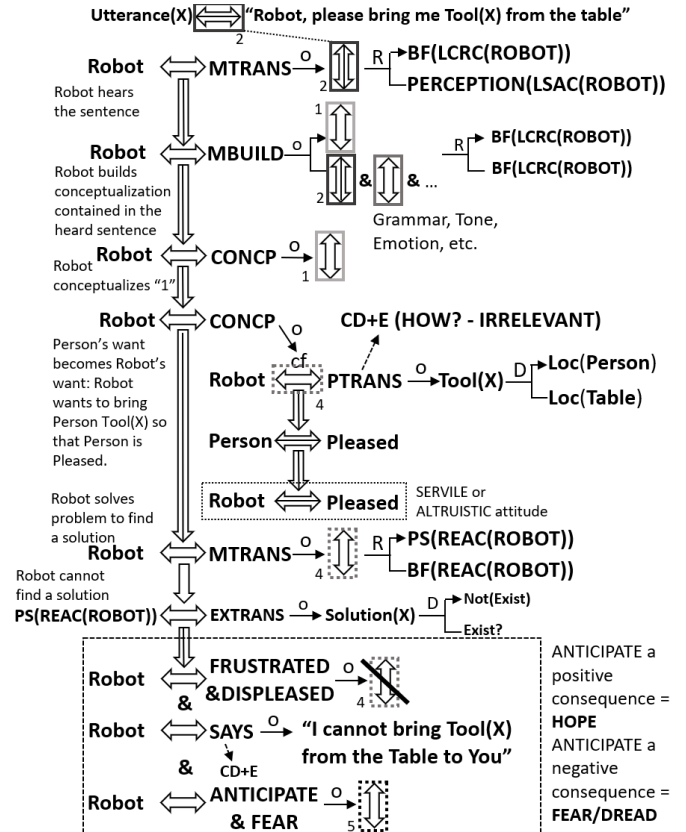 Utterance(X) "Robot, please bring me Tool(X) from the table"
2
Robot MTRANS o R BF(LCRC(ROBOT))
2 PERCEPTION(LSAC(ROBOT))
Robot hears
the sentence
1
Robot MBUILD o R BF(LCRC(ROBOT))
BF(LCRC(ROBOT))
2 & & ...
Robot builds
conceptualization
contained in the
heard sentence
Grammar, Tone,
Emotion, etc.
Robot CONCP o
1
Robot
conceptualizes "1"
Robot CONCP o CD+E (HOW? - IRRELEVANT)
cf
Robot PTRANS o Tool(X) D Loc(Person)
4 Loc(Table)
Person's want
becomes Robot's
want: Robot
wants to bring
Person Tool(X) so
that Person is
Pleased.
Person Pleased
Robot Pleased
SERVILE or
ALTRUISTIC attitude
Robot solves
problem to find
a solution
Robot MTRANS o R PS(REAC(ROBOT))
4 BF(REAC(ROBOT))
Robot cannot
find a solution
PS(REAC(ROBOT)) EXTRANS o Solution(X) D Not(Exist)
Exist?
Robot FRUSTRATED
&DISPLEASED o
4
&
Robot SAYS o "I cannot bring Tool(X)
from the Table to You"
& CD+E
Robot ANTICIPATE
& FEAR o
5
ANTICIPATE a
positive
consequence =
HOPE
ANTICIPATE a
negative
consequence =
FEAR/DREAD